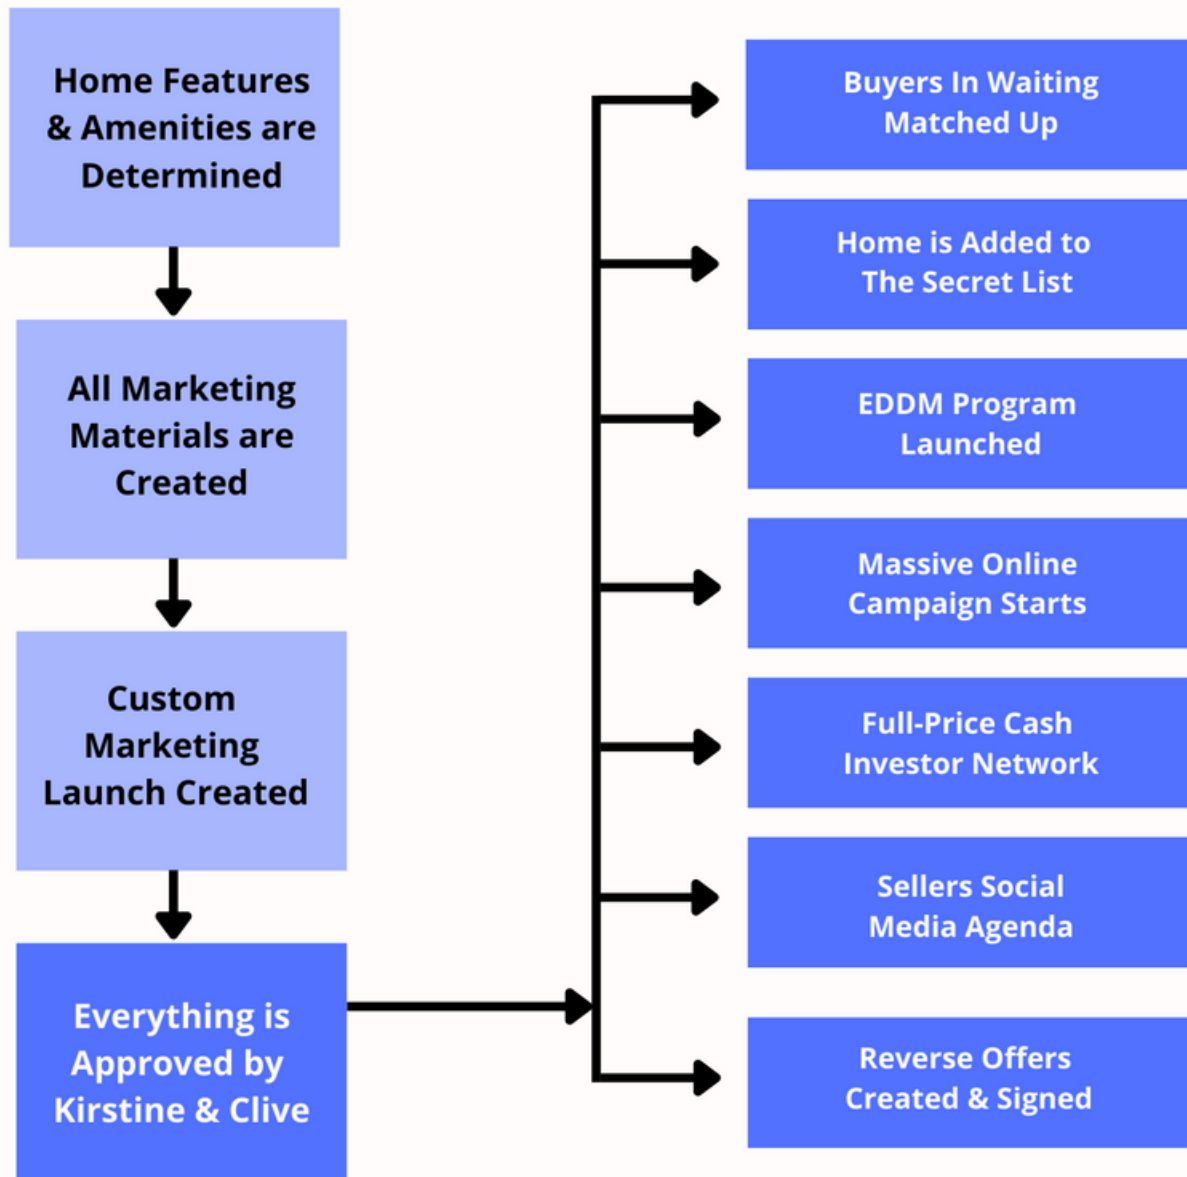 Home Features
& Amenities are
Determined
All Marketing
Materials are
Created
Custom
Marketing
Launch Created
Everything is
Approved by
Kirstine & Clive
Buyers In Waiting
Matched Up
Home is Added to
The Secret List
EDDM Program
Launched
Massive Online
Campaign Starts
Full-Price Cash
Investor Network
Sellers Social
Media Agenda
Reverse Offers
Created & Signed